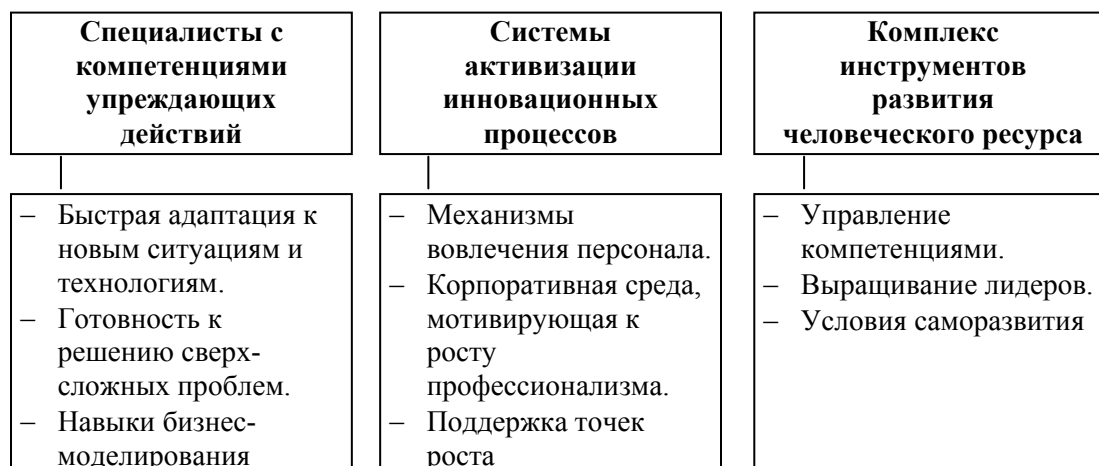 Специалисты с
компетенциями
упреждающих
действий
– Быстрая адаптация к
новым ситуациям и
технологиям.
– Готовность к
решению сверх-
сложных проблем.
– Навыки бизнес-
моделирования
Системы
активизации
инновационных
процессов
– Механизмы
вовлечения персонала.
– Корпоративная среда,
мотивирующая к
росту
профессионализма.
– Поддержка точек
роста
Комплекс
инструментов
развития
человеческого ресурса
– Управление
компетенциями.
– Выращивание лидеров.
– Условия саморазвития